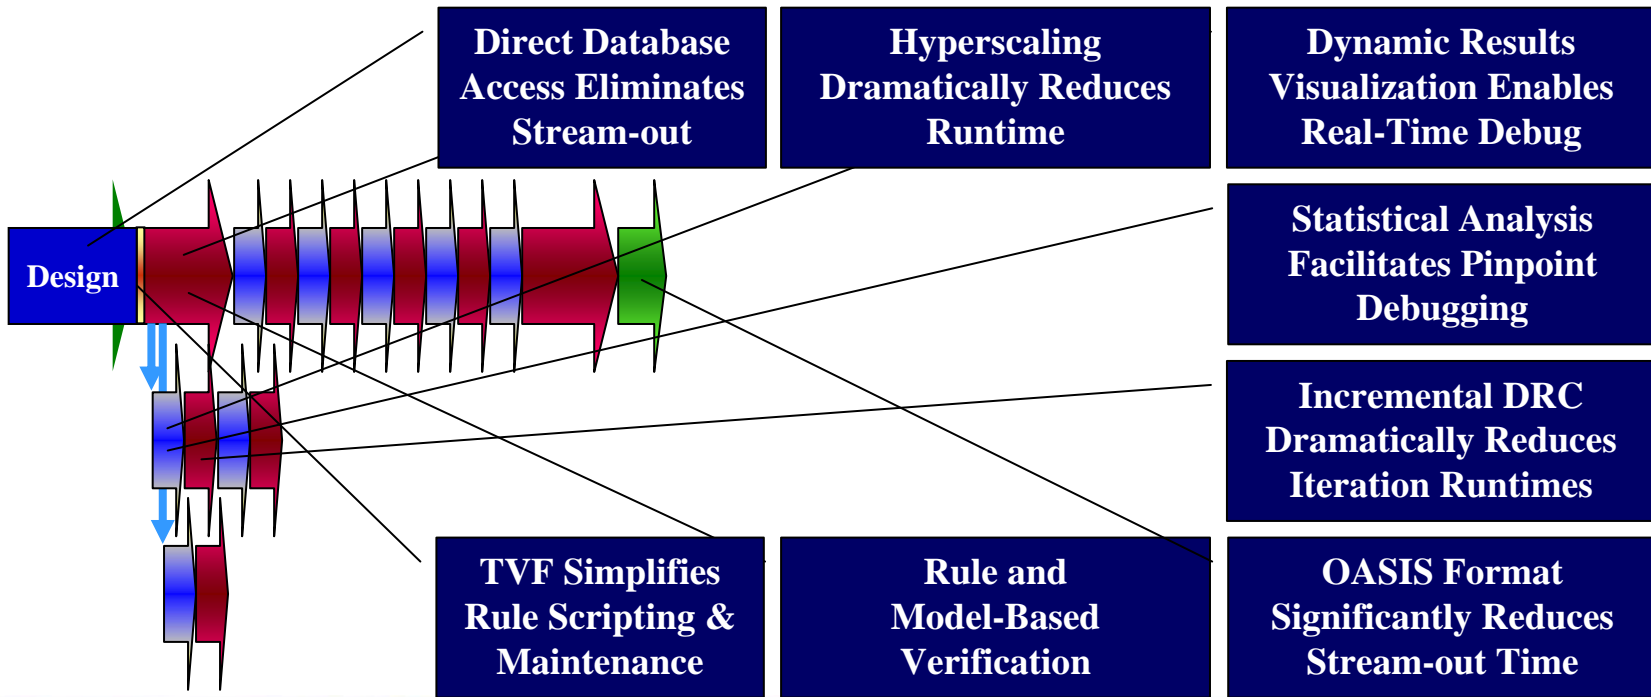 Direct Database
Access Eliminates
Stream-out
Hyperscaling
Dramatically Reduces
Runtime
Dynamic Results
Visualization Enables
Real-Time Debug
Statistical Analysis
Facilitates Pinpoint
Debugging
Design
Incremental DRC
Dramatically Reduces
Iteration Runtimes
TVF Simplifies
Rule Scripting &
Maintenance
Rule and
Model-Based
Verification
OASIS Format
Significantly Reduces
Stream-out Time